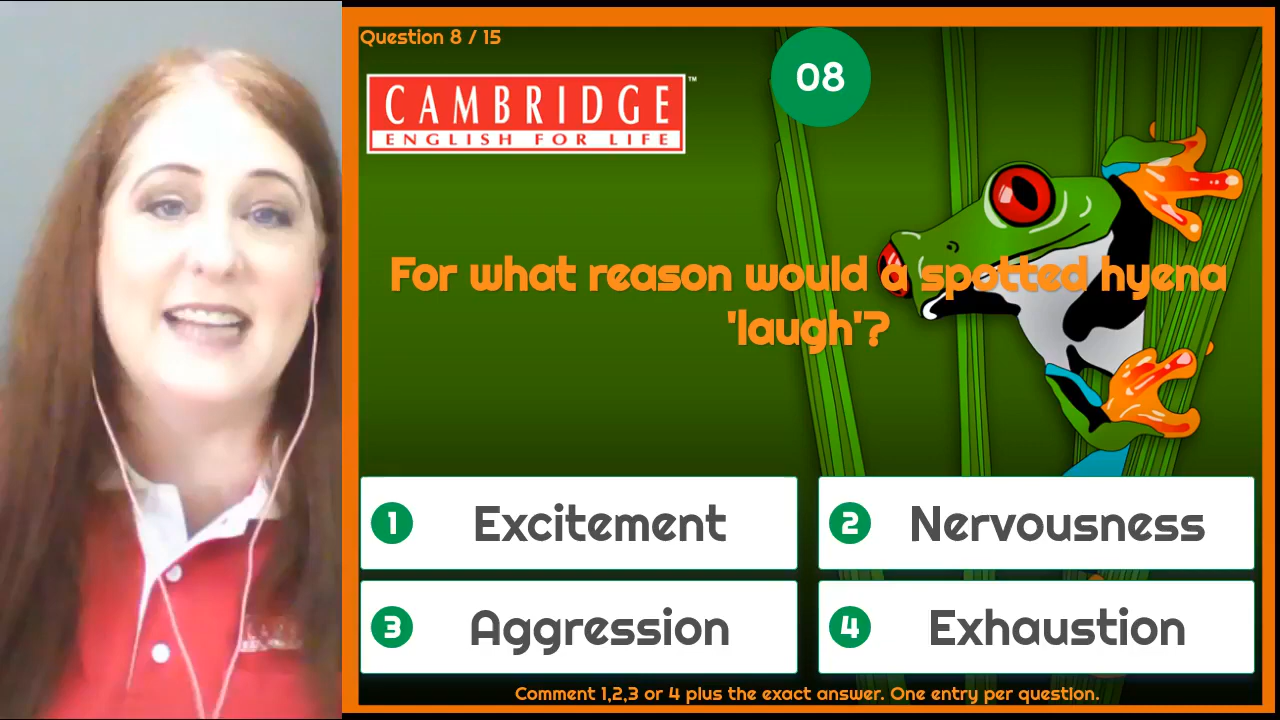 Question 8 / 15
08
CAMBRIDGE™
ENGLISH FOR LIFE
For what reason would a spotted hyena
'laugh'?
1 Excitement
2 Nervousness
3 Aggression
4 Exhaustion
Comment 1,2,3 or 4 plus the exact answer. One entry per question.